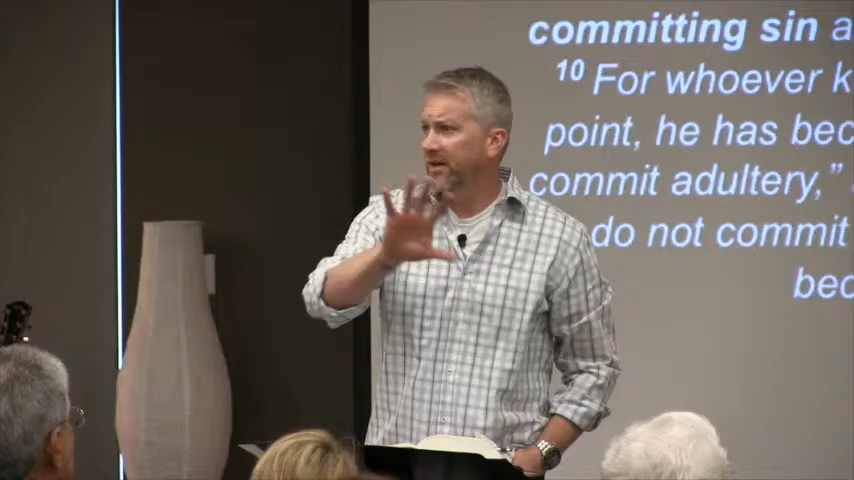 committing sin a
10 For whoever k
point, he has bec
commit adultery,"
do not commit
bec